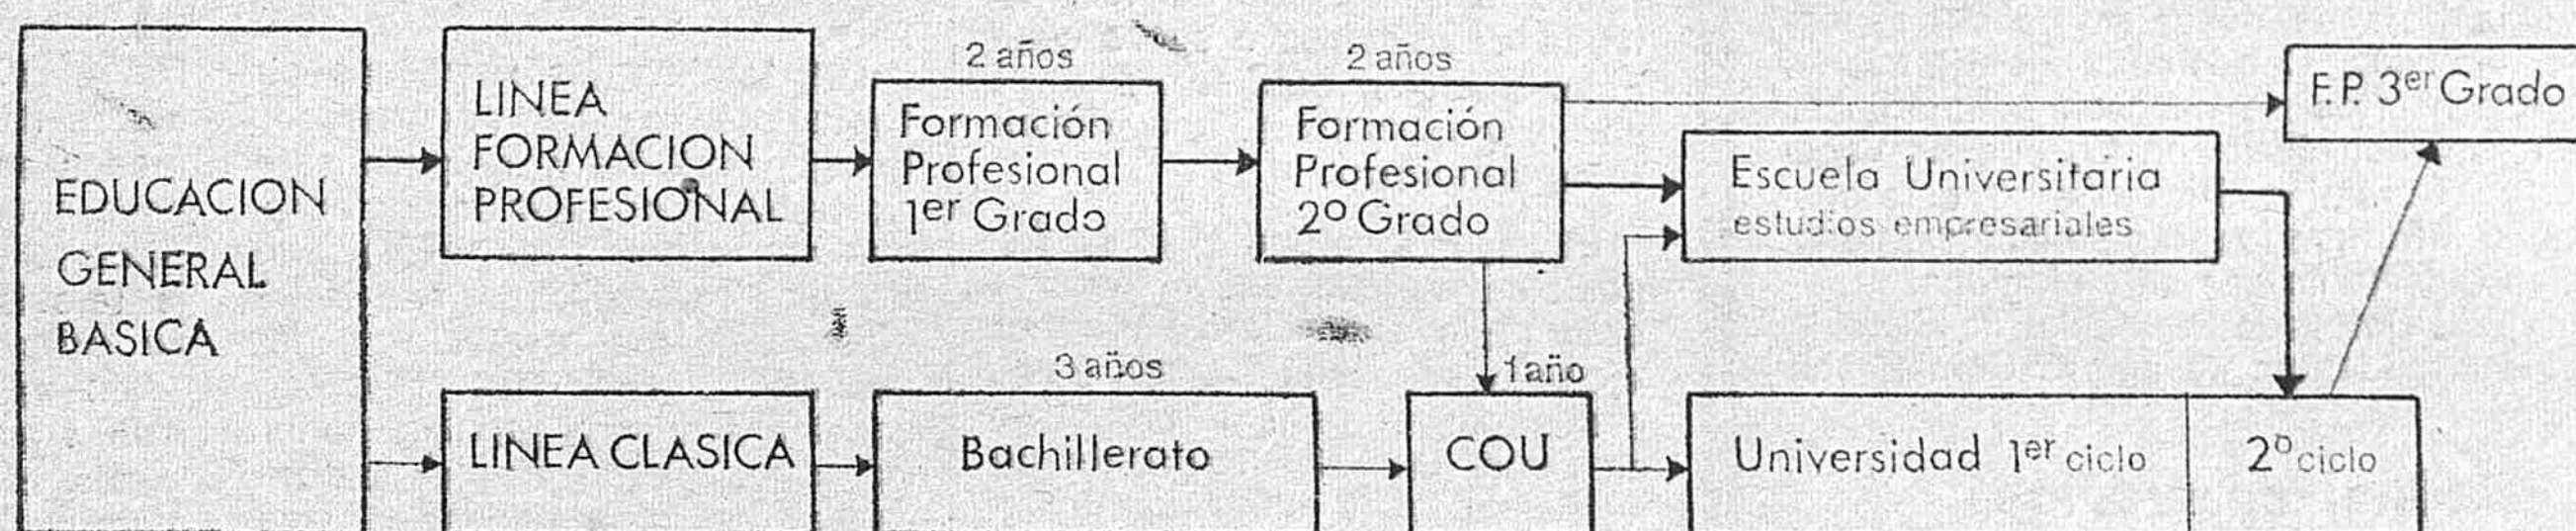 EDUCACION
GENERAL
BASICA
LINEA
FORMACION
PROFESIONAL
2 años
Formación
Profesional
1er Grado
2 años
Formación
Profesional
2º Grado
F.P. 3er Grado
Escuela Universitaria
estudios empresariales
LINEA CLASICA
3 años
Bachillerato
1 año
COU
Universidad 1er ciclo
2º ciclo